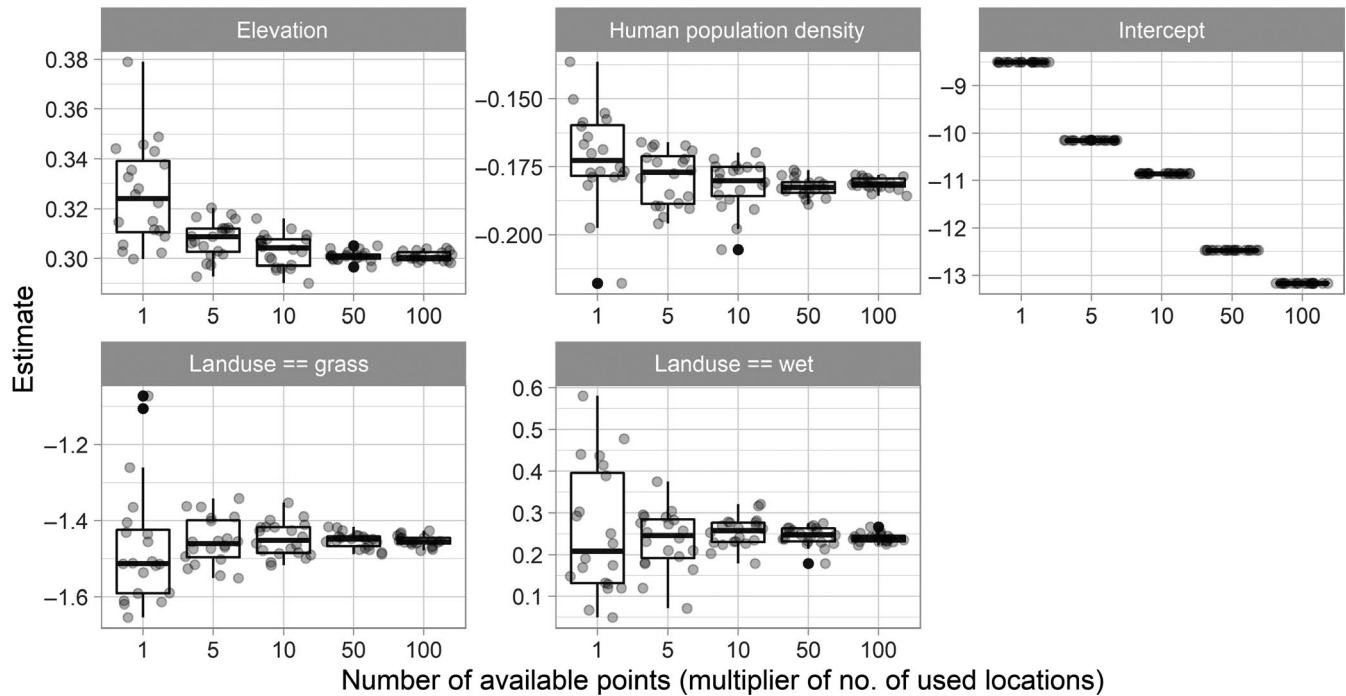 Elevation
Human population density
Intercept
0.38
0.36
0.34
0.32
0.30
−0.150
−0.175
−0.200
−9
−10
−11
−12
−13
1 5 10 50 100
1 5 10 50 100
1 5 10 50 100
Estimate
Landuse == grass
Landuse == wet
−1.2
−1.4
−1.6
0.6
0.5
0.4
0.3
0.2
0.1
1 5 10 50 100
1 5 10 50 100
Number of available points (multiplier of no. of used locations)